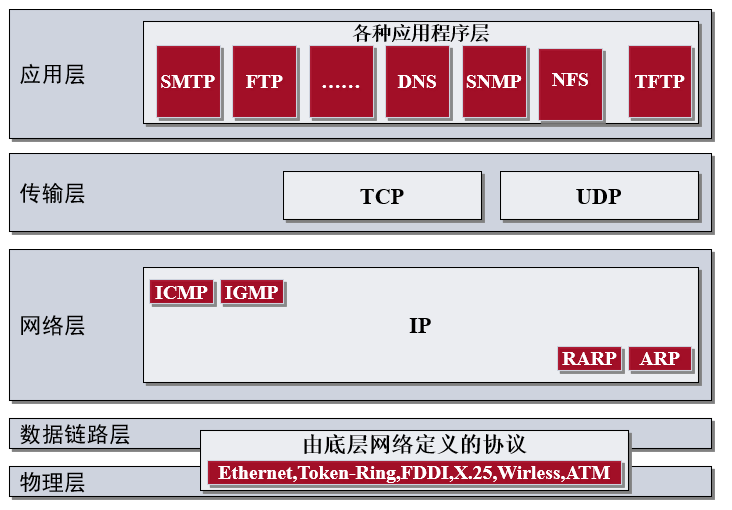 各种应用程序层
应用层
SMTP
FTP
……
DNS
SNMP
NFS
TFTP
传输层
TCP
UDP
网络层
ICMP
IGMP
IP
RARP
ARP
数据链路层
由底层网络定义的协议
物理层
Ethernet,Token-Ring,FDDI,X.25,Wirless,ATM